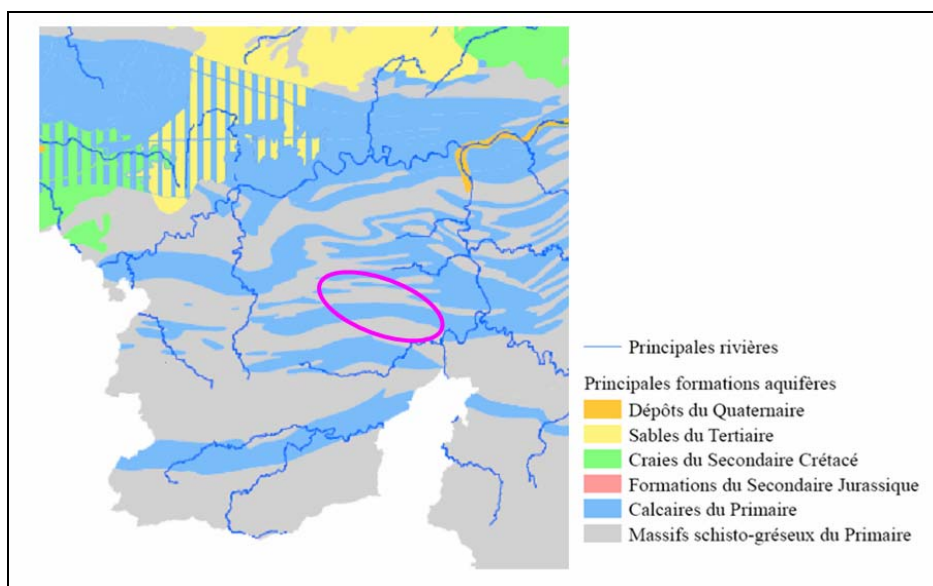 Principales rivières
Principales formations aquifères
Dépôts du Quaternaire
Sables du Tertiaire
Craies du Secondaire Crétacé
Formations du Secondaire Jurassique
Calcaires du Primaire
Massifs schisto-gréseux du Primaire